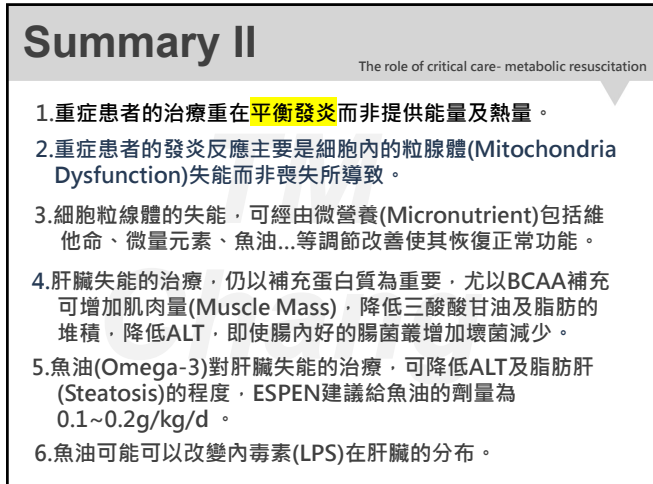 Summary II
The role of critical care- metabolic resuscitation
1.重症患者的治療重在平衡發炎而非提供能量及熱量。
2.重症患者的發炎反應主要是細胞內的粒腺體(Mitochondria
Dysfunction)失能而非喪失所導致。
3.細胞粒線體的失能，可經由微營養(Micronutrient)包括維
他命、微量元素、魚油...等調節改善使其恢復正常功能。
4.肝臟失能的治療，仍以補充蛋白質為重要，尤以BCAA補充
可增加肌肉量(Muscle Mass)，降低三酸酸甘油及脂肪的
堆積，降低ALT，即使腸內好的腸菌叢增加壞菌減少。
5.魚油(Omega-3)對肝臟失能的治療，可降低ALT及脂肪肝
(Steatosis)的程度，ESPEN建議給魚油的劑量為
0.1~0.2g/kg/d 。
6.魚油可能可以改變內毒素(LPS)在肝臟的分布。